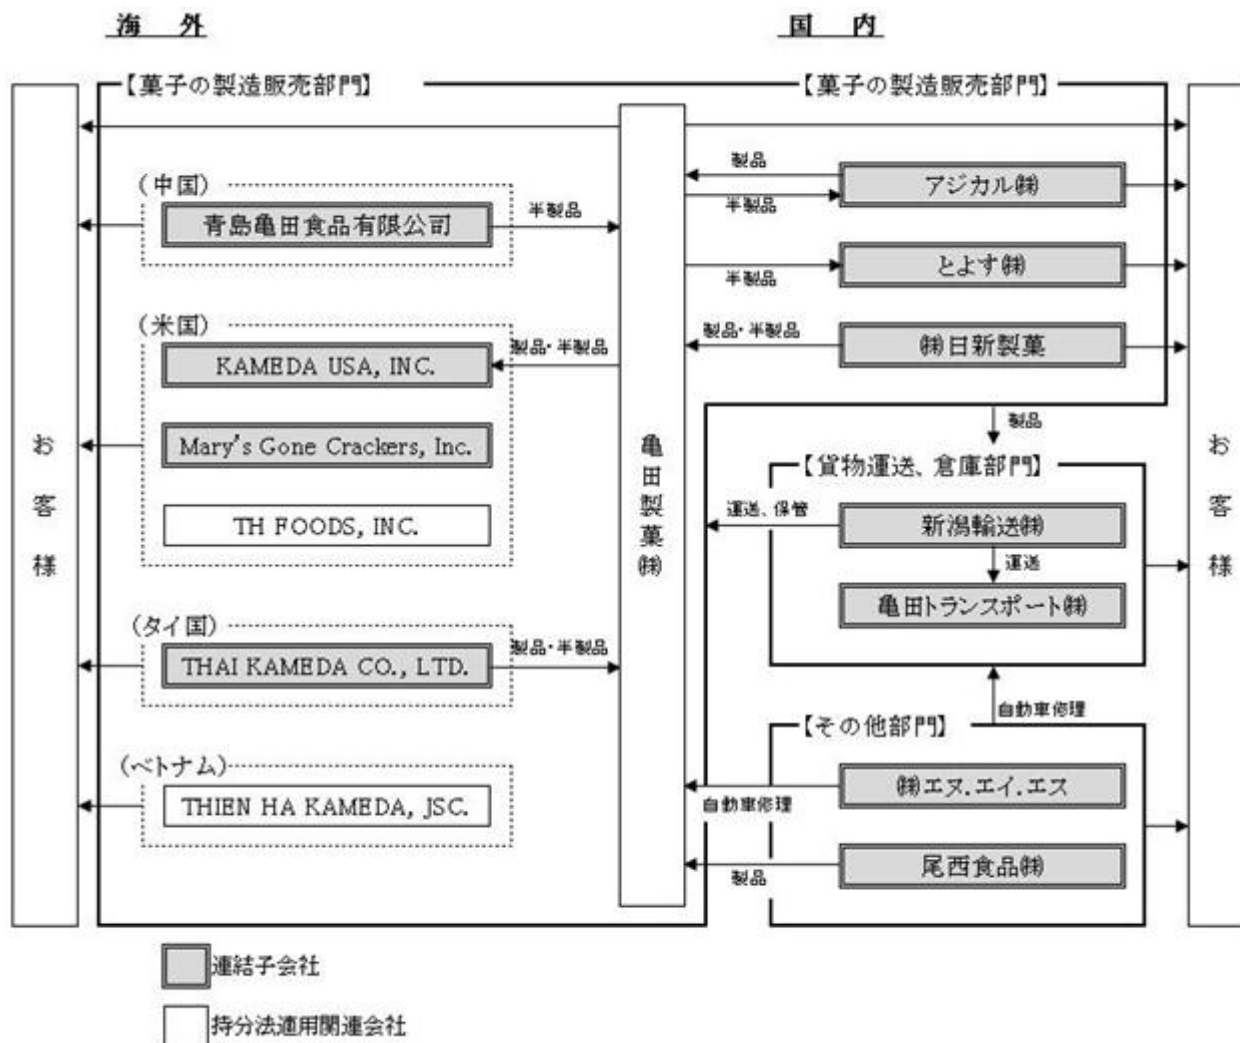 海 外
国 内
【菓子の製造販売部門】
【菓子の製造販売部門】
お客様
亀田製菓㈱
お客様
(中国)
青島亀田食品有限公司
半製品
(米国)
KAMEDA USA, INC.
製品・半製品
Mary's Gone Crackers, Inc.
TH FOODS, INC.
(タイ国)
THAI KAMEDA CO., LTD.
製品・半製品
(ベトナム)
THIEN HA KAMEDA, JSC.
製品
アジカル㈱
半製品
とよす㈱
半製品
製品・半製品
㈱日新製菓
製品
【貨物運送、倉庫部門】
運送、保管
新潟輸送㈱
運送
亀田トランスポート㈱
自動車修理
【その他部門】
㈱エヌ.エイ.エス
自動車修理
尾西食品㈱
製品
連結子会社
持分法適用関連会社